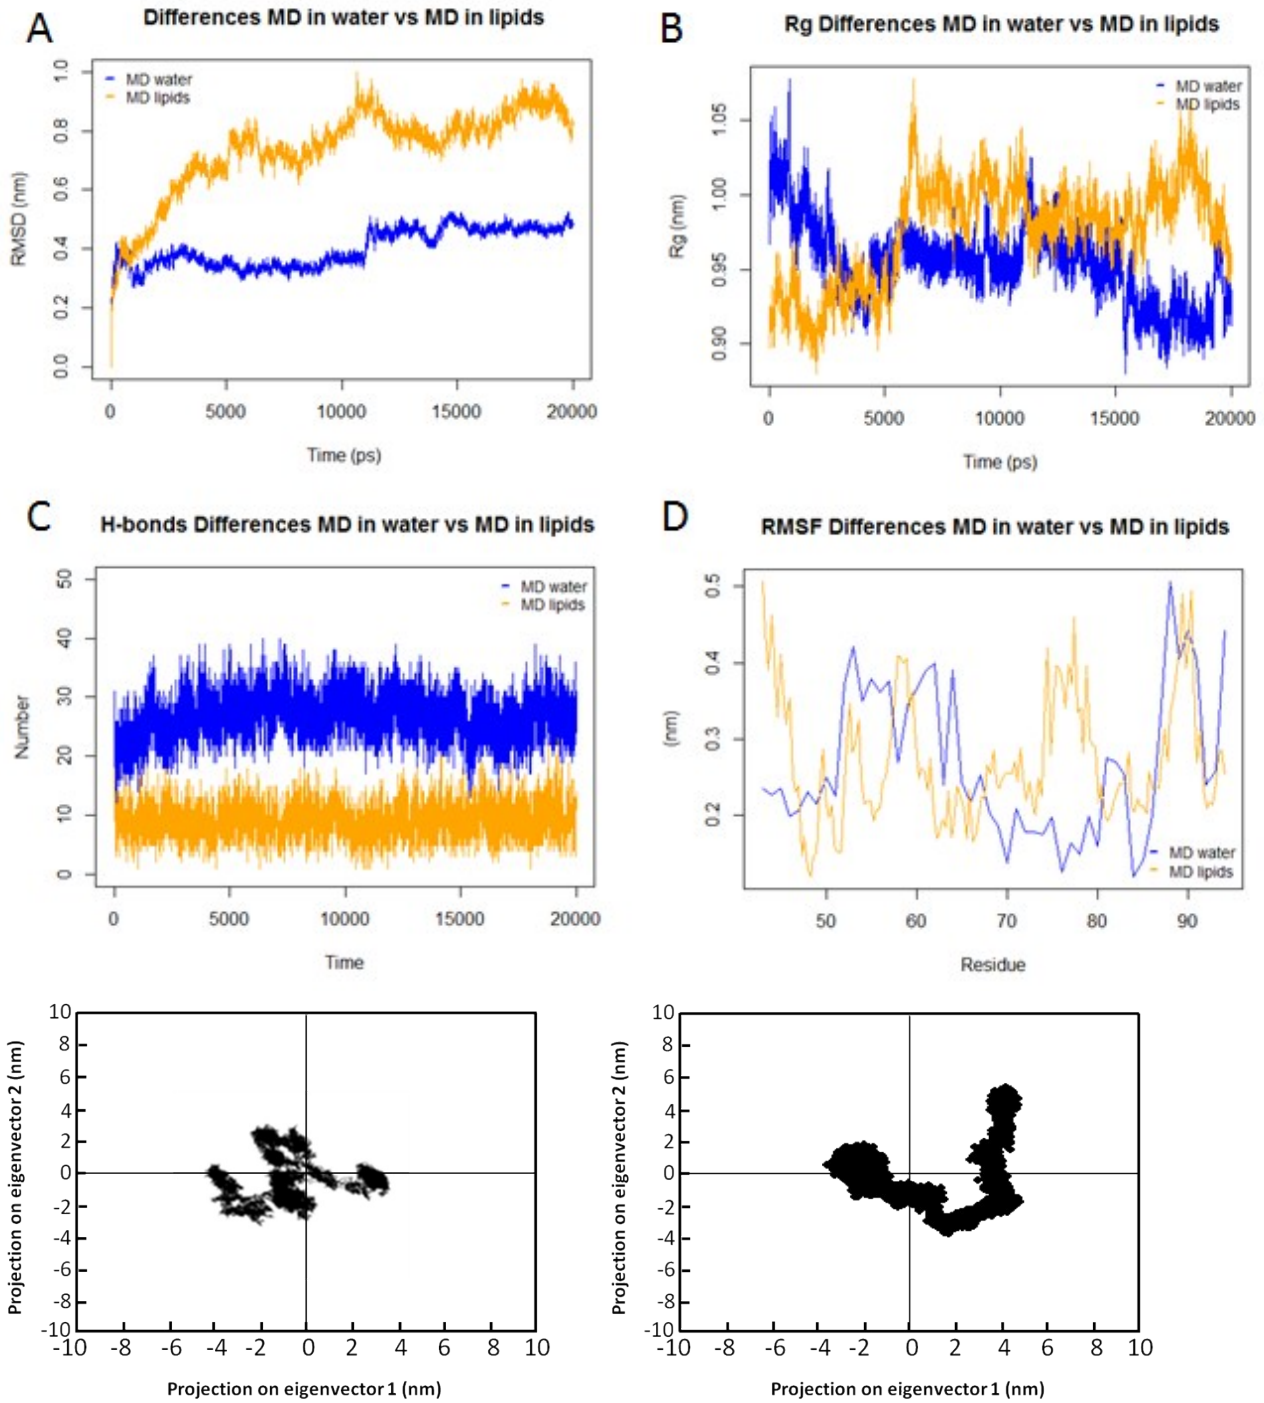 A
Differences MD in water vs MD in lipids
MD water
MD lipids
RMSD (nm)
1.0
0.8
0.6
0.4
0.2
0.0
0 5000 10000 15000 20000
Time (ps)
B
Rg Differences MD in water vs MD in lipids
MD water
MD lipids
Rg (nm)
1.05
1.00
0.95
0.90
0 5000 10000 15000 20000
Time (ps)
C
H-bonds Differences MD in water vs MD in lipids
MD water
MD lipids
Number
50
40
30
20
10
0
0 5000 10000 15000 20000
Time
D
RMSF Differences MD in water vs MD in lipids
(nm)
0.5
0.4
0.3
0.2
MD water
MD lipids
50 60 70 80 90
Residue
Projection on eigenvector 2 (nm)
10
8
6
4
2
0
-2
-4
-6
-8
-10
-10 -8 -6 -4 -2 0 2 4 6 8 10
Projection on eigenvector 1 (nm)
Projection on eigenvector 2 (nm)
10
8
6
4
2
0
-2
-4
-6
-8
-10
-10 -8 -6 -4 -2 0 2 4 6 8 10
Projection on eigenvector 1 (nm)